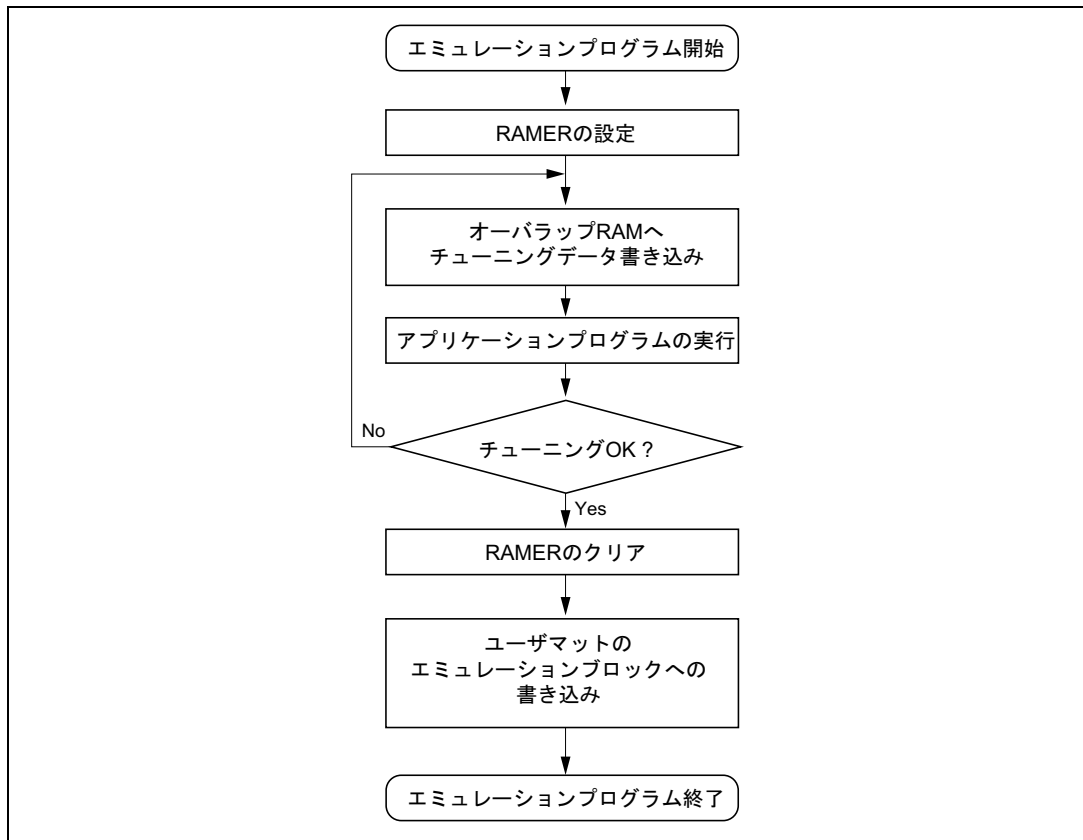 エミュレーションプログラム開始
RAMERの設定
オーバラップRAMへ
チューニングデータ書き込み
アプリケーションプログラムの実行
チューニングOK？
No
Yes
RAMERのクリア
ユーザマットの
エミュレーションブロックへの
書き込み
エミュレーションプログラム終了